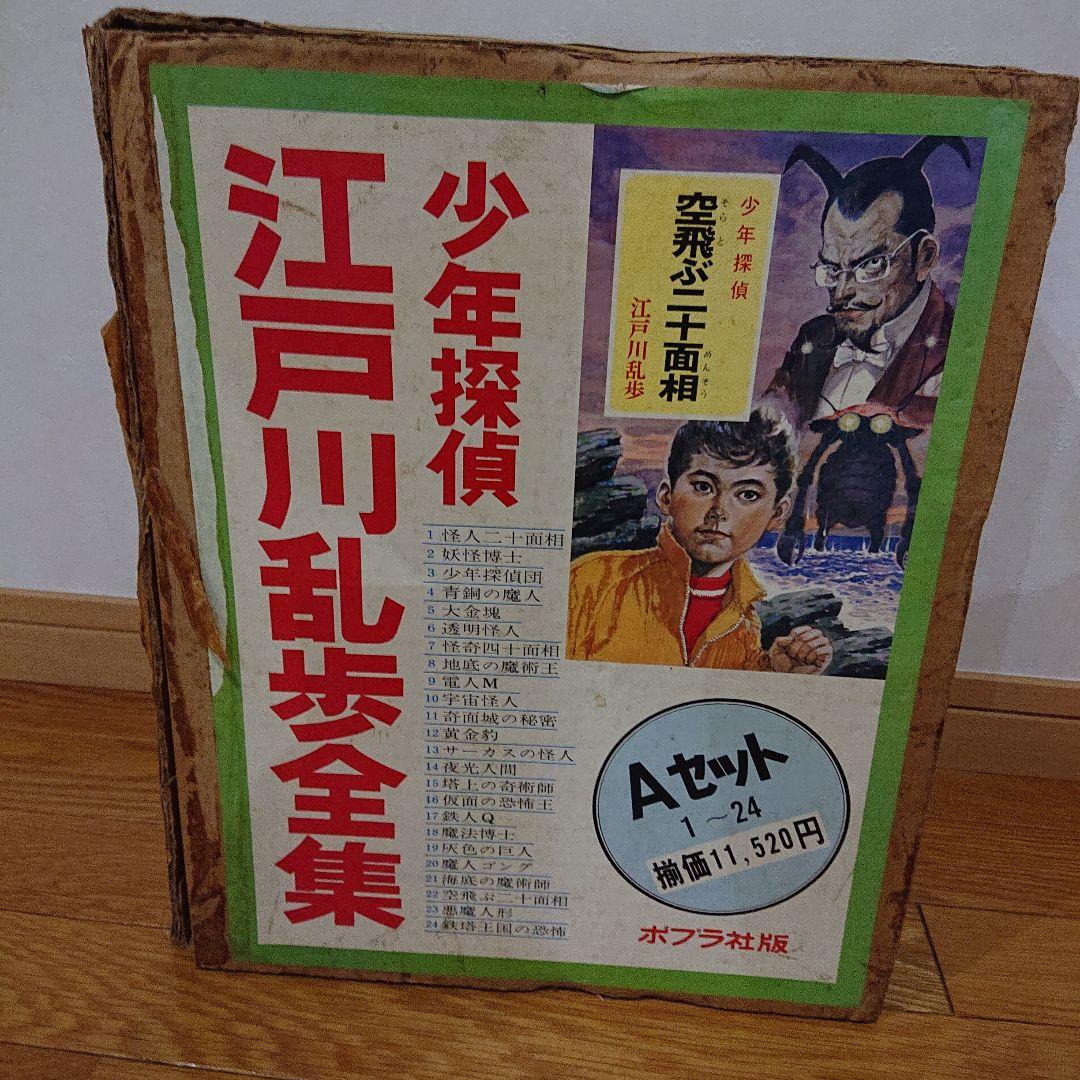 江戸川乱歩全集
少年探偵
少年探偵
空飛ぶ二十面相
そらと
めんそう
江戸川乱歩
1 怪人二十面相
2 妖怪博士
3 少年探偵団
4 青銅の魔人
5 大金塊
6 透明怪人
7 怪奇四十面相
8 地底の魔術王
9 電人M
10 宇宙怪人
11 奇面城の秘密
12 黄金豹
13 サーカスの怪人
14 夜光人間
15 塔上の奇術師
16 仮面の恐怖王
17 鉄人Q
18 魔法博士
19 灰色の巨人
20 魔人ゴング
21 海底の魔術師
22 空飛ぶ二十面相
23 悪魔人形
24 鉄塔王国の恐怖
Aセット
1～24
揃価11,520円
ポプラ社版